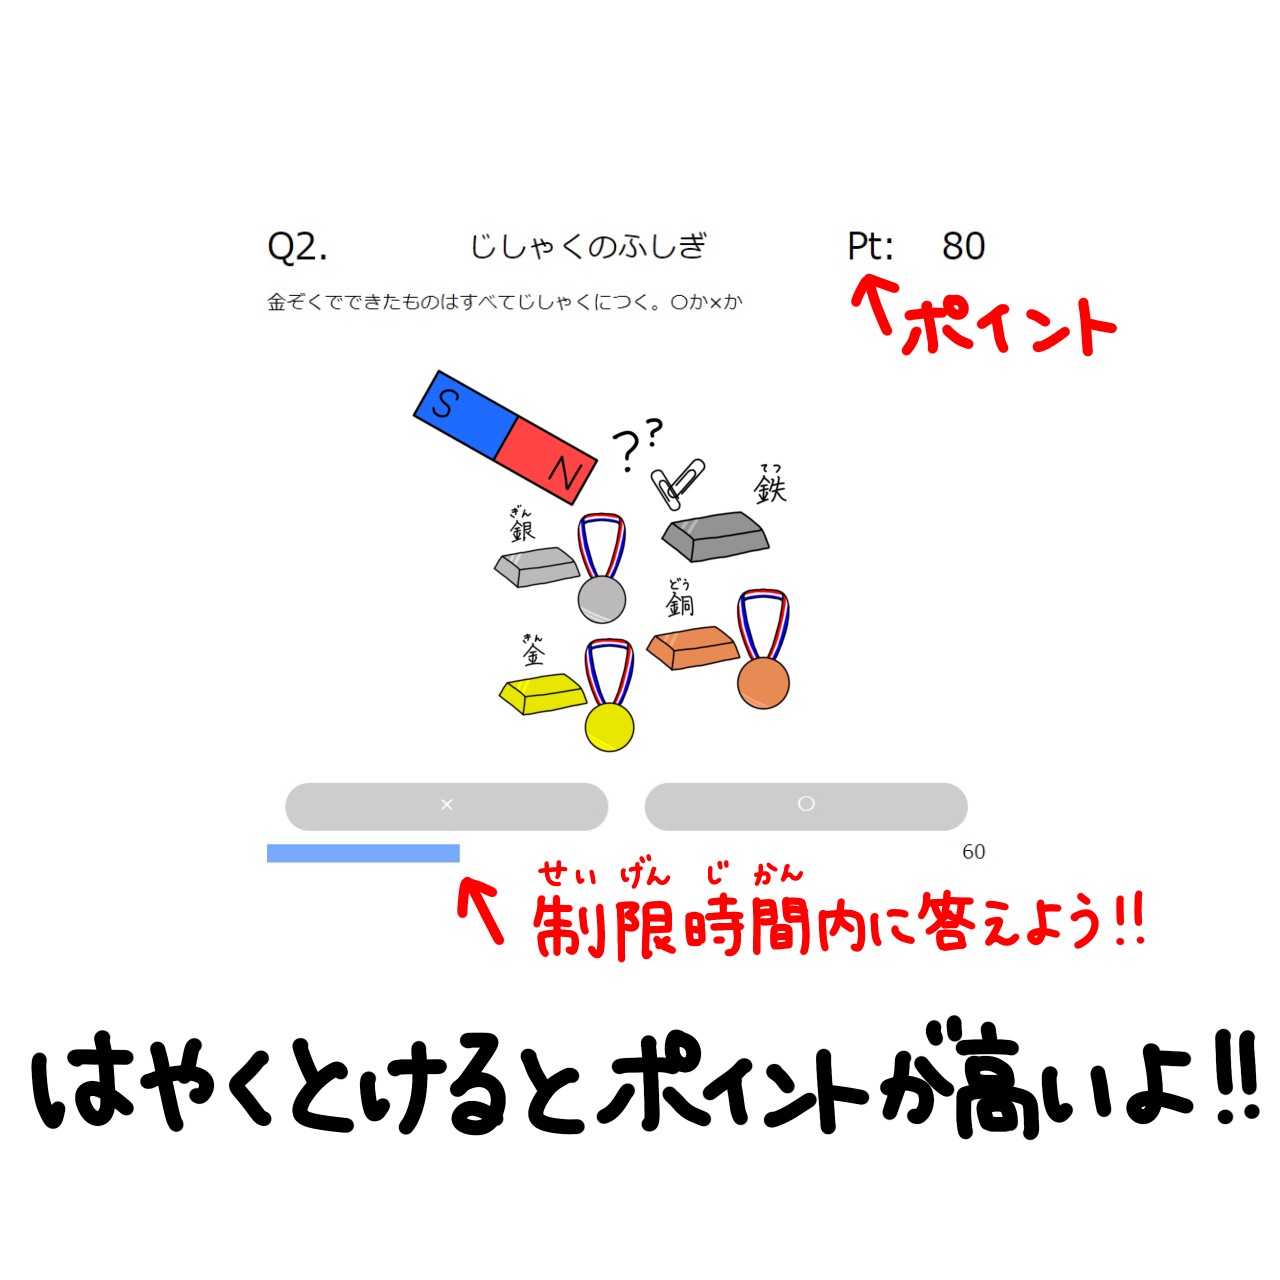 Q2. じしゃくのふしぎ Pt: 80
金ぞくでできたものはすべてじしゃくにつく。〇か×か
ポイント
S
N
??
てつ
鉄
ぎん
銀
どう
銅
きん
金
×
〇
60
せいげんじかん
制限時間内に答えよう!!
はやくとけるとポイントが高いよ!!